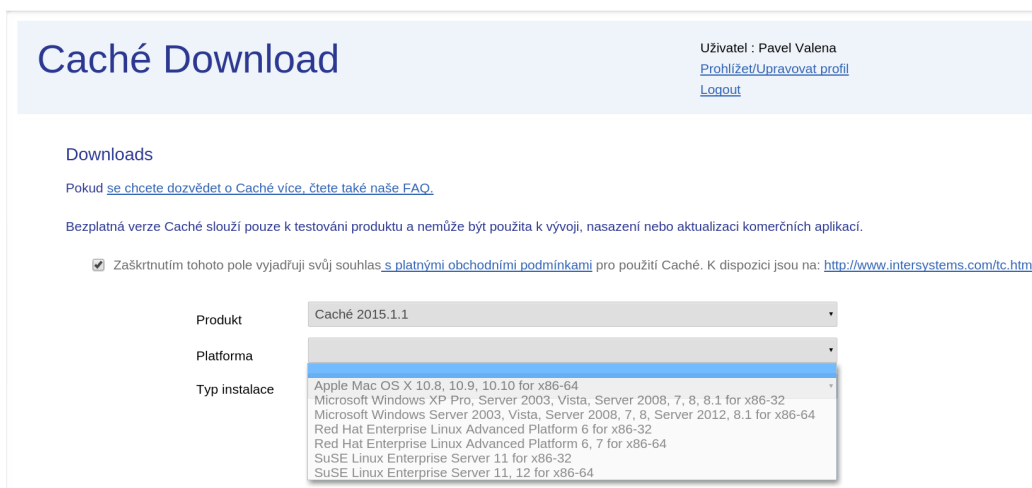 Caché Download
Uživatel : Pavel Valena
Prohlížet/Upravovat profil
Logout
Downloads
Pokud se chcete dozvědet o Caché více, čtete také naše FAQ.
Bezplatná verze Caché slouží pouze k testováni produktu a nemůže být použita k vývoji, nasazení nebo aktualizaci komerčních aplikací.
Zaškrtnutím tohoto pole vyjadřuji svůj souhlas s platnými obchodními podmínkami pro použití Caché. K dispozici jsou na: http://www.intersystems.com/tc.htm
Produkt
Caché 2015.1.1
Platforma
Typ instalace
Apple Mac OS X 10.8, 10.9, 10.10 for x86-64
Microsoft Windows XP Pro, Server 2003, Vista, Server 2008, 7, 8, 8.1 for x86-32
Microsoft Windows Server 2003, Vista, Server 2008, 7, 8, Server 2012, 8.1 for x86-64
Red Hat Enterprise Linux Advanced Platform 6 for x86-32
Red Hat Enterprise Linux Advanced Platform 6, 7 for x86-64
SuSE Linux Enterprise Server 11 for x86-32
SuSE Linux Enterprise Server 11, 12 for x86-64